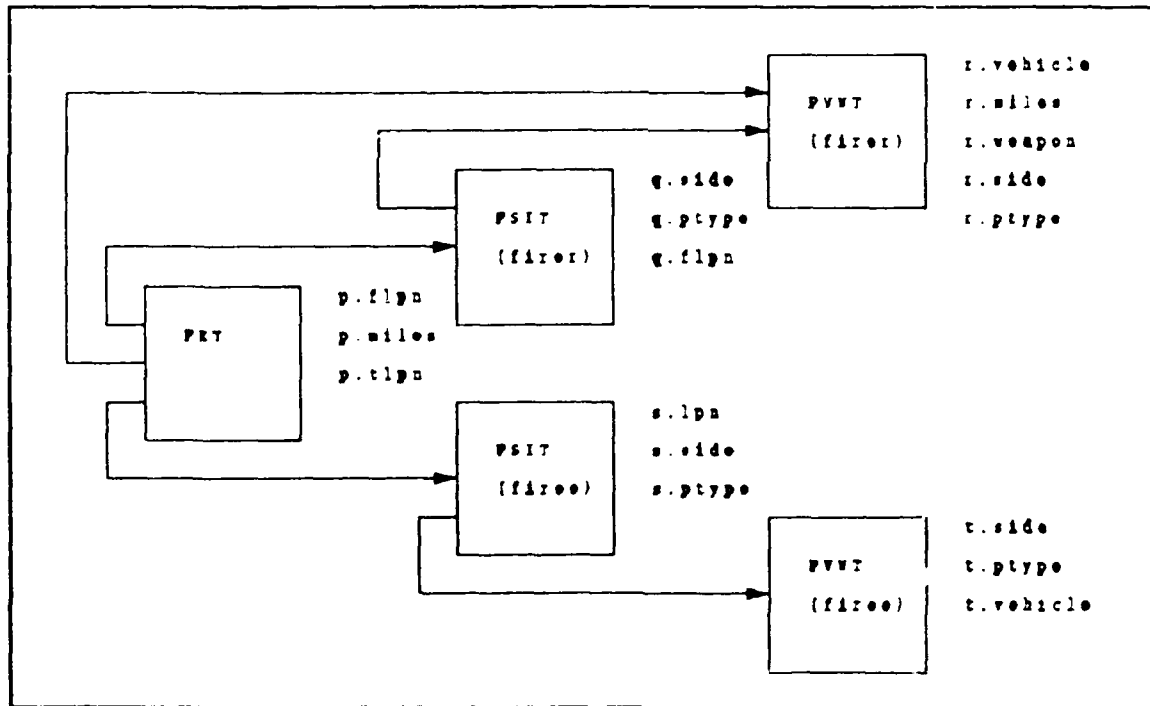 PVWT
(firer)
r.vehicle
r.miles
r.weapon
r.side
r.ptype
PSIT
(firer)
q.side
q.ptype
q.flpn
PET
p.flpn
p.miles
p.tlpn
PSIT
(firee)
s.lpn
s.side
s.ptype
PVWT
(firee)
t.side
t.ptype
t.vehicle